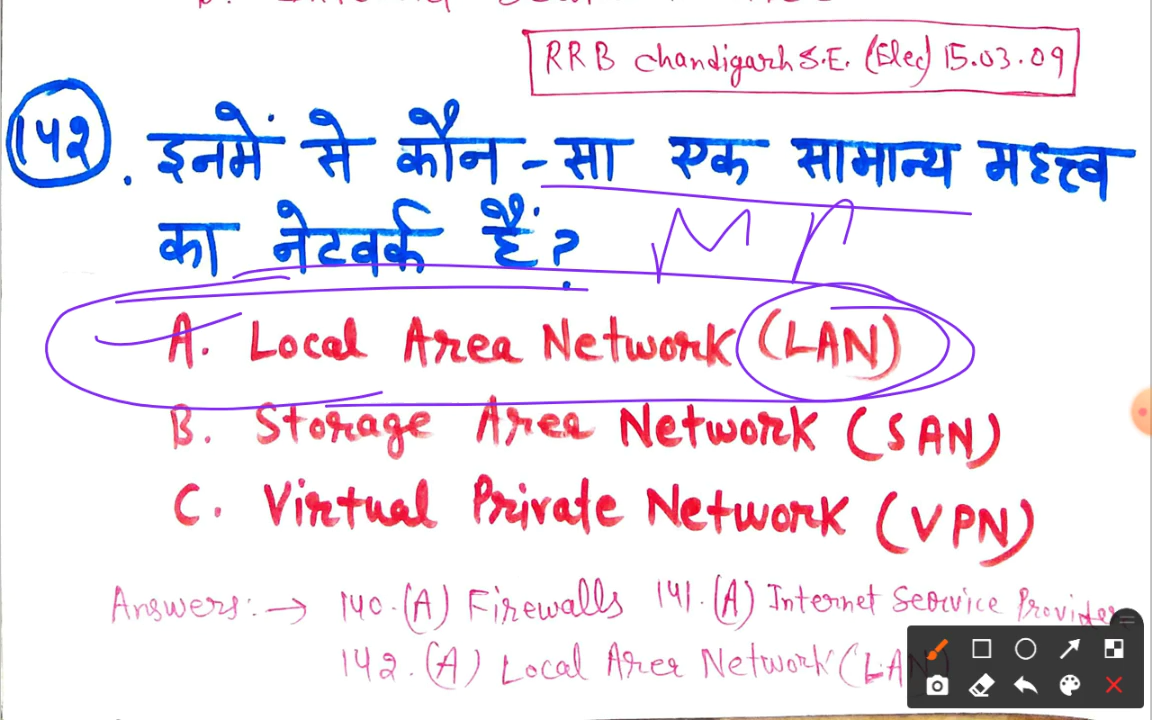 RRB Chandigarh S.E. (Elec) 15.03.09
142. इनमें से कौन-सा एक सामान्य महत्त्व
का नेटवर्क हैं?
A. Local Area Network (LAN)
B. Storage Area Network (SAN)
C. Virtual Private Network (VPN)
Answers:→ 140.(A) Firewalls 141.(A) Internet Service Provider
142.(A) Local Area Network (LAN)